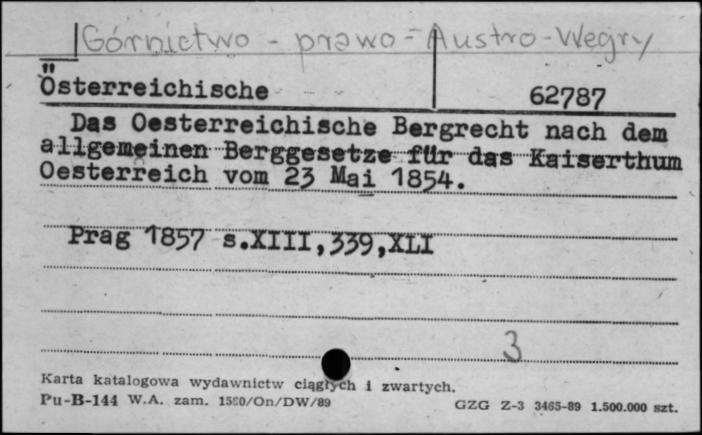 Górnictwo - prawo - Austro-Węgry
Österreichische
62787
Das Oesterreichische Bergrecht nach dem
allgemeinen Berggesetze für das Kaiserthum
Oesterreich vom 23 Mai 1854.
Prag 1857 s.XIII,339,XLI
3
Karta katalogowa wydawnictw ciągłych i zwartych.
Pu-B-144 W.A. zam. 1580/On/DW/89
GZG Z-3 3465-89 1.500.000 szt.